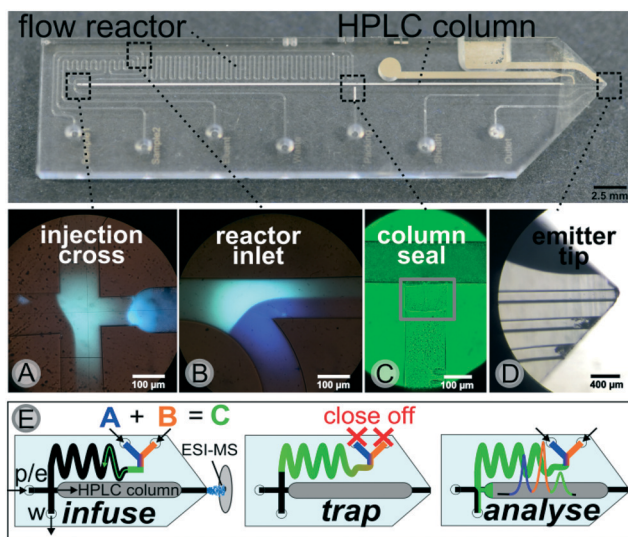 flow reactor
HPLC column
Sample2
2.5 mm
injection
cross
A
100 µm
reactor
inlet
B
100 µm
column
seal
C
100 µm
emitter
tip
D
400 µm
E
A + B = C
ESI-MS
p/e
HPLC column
w
infuse
close off
trap
analyse